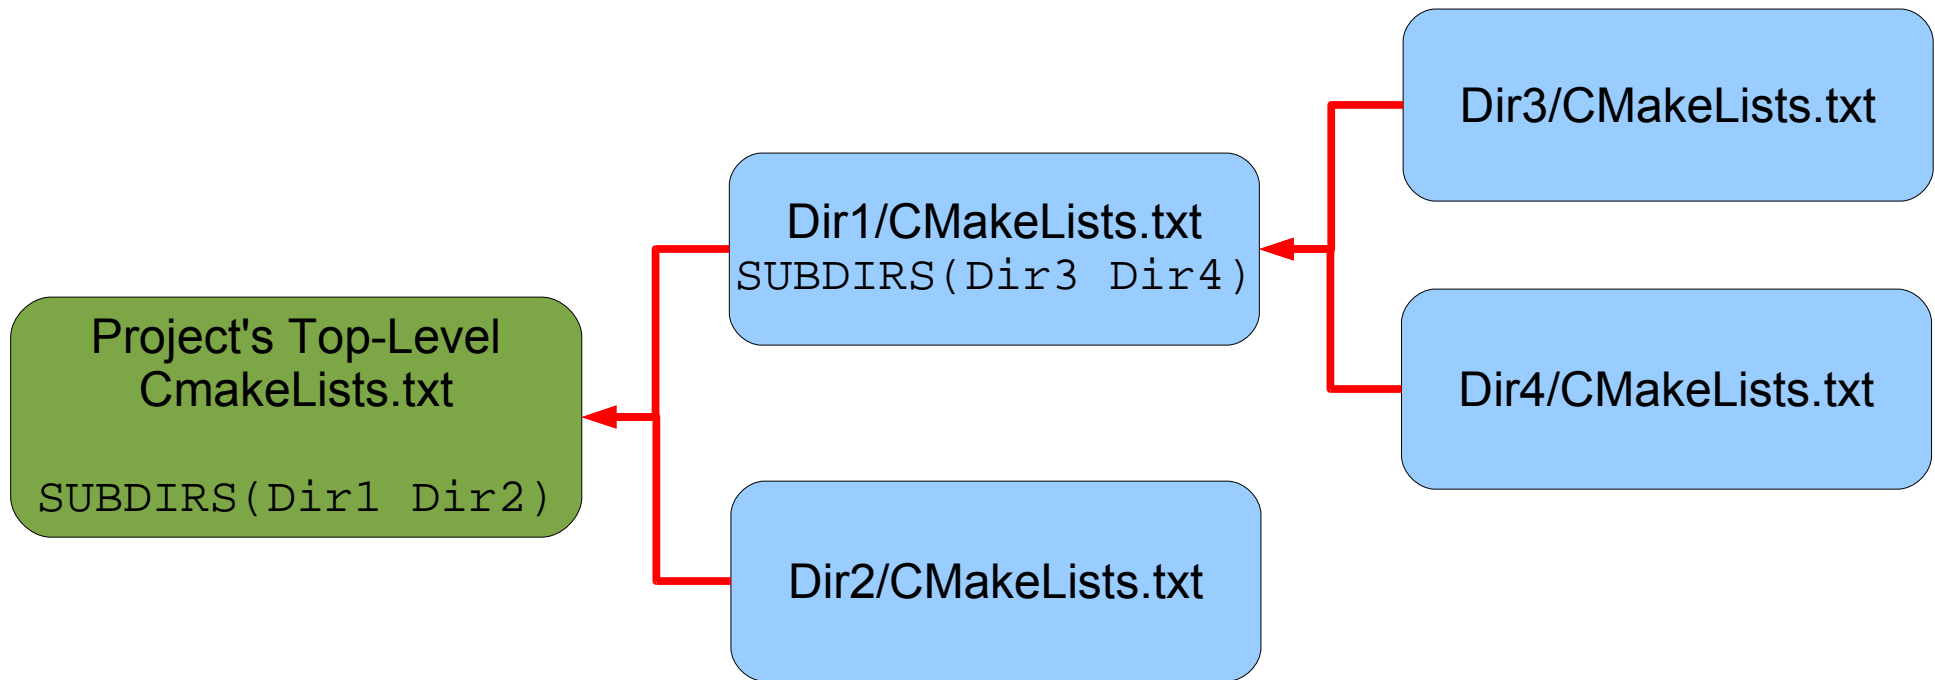 Project's Top-Level
CmakeLists.txt
SUBDIRS(Dir1 Dir2)
Dir1/CMakeLists.txt
SUBDIRS(Dir3 Dir4)
Dir2/CMakeLists.txt
Dir3/CMakeLists.txt
Dir4/CMakeLists.txt